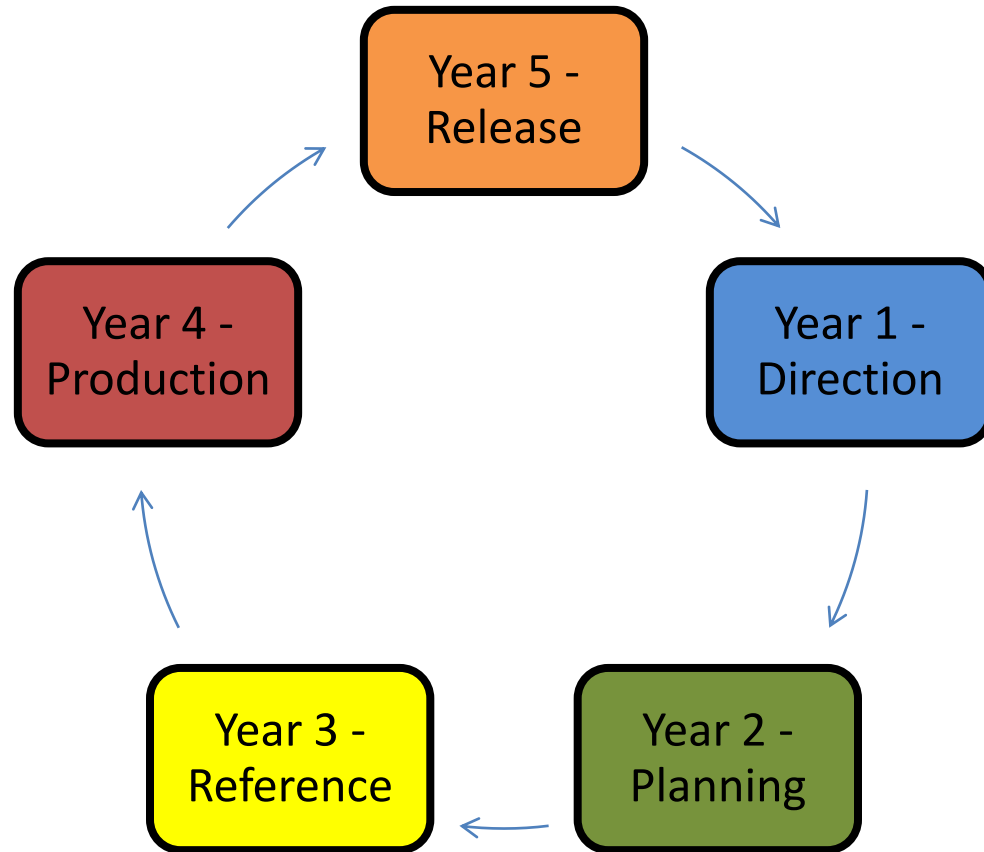 Year 5 -
Release
Year 4 -
Production
Year 1 -
Direction
Year 3 -
Reference
Year 2 -
Planning